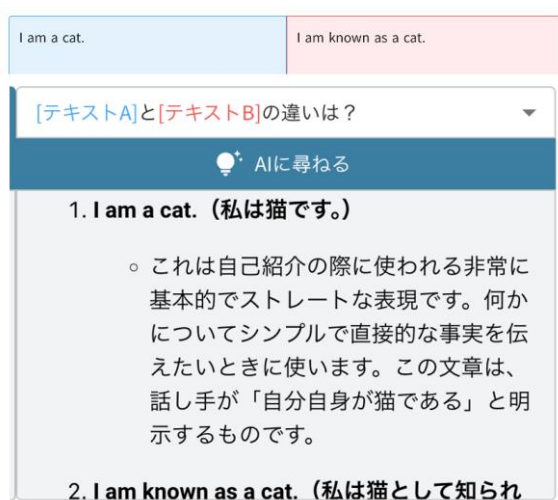 I am a cat.
I am known as a cat.
[テキストA]と[テキストB]の違いは？
AIに尋ねる
1. I am a cat.（私は猫です。）
これは自己紹介の際に使われる非常に
基本的でストレートな表現です。何か
についてシンプルで直接的な事実を伝
えたいときに使います。この文章は、
話し手が「自分自身が猫である」と明
示するものです。
2. I am known as a cat.（私は猫として知られ